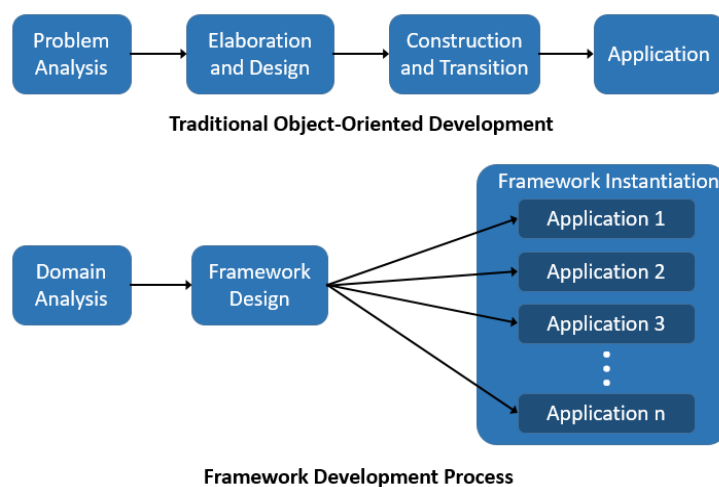 Problem
Analysis
Elaboration
and Design
Construction
and Transition
Application
Traditional Object-Oriented Development
Domain
Analysis
Framework
Design
Framework Instantiation
Application 1
Application 2
Application 3
Application n
Framework Development Process